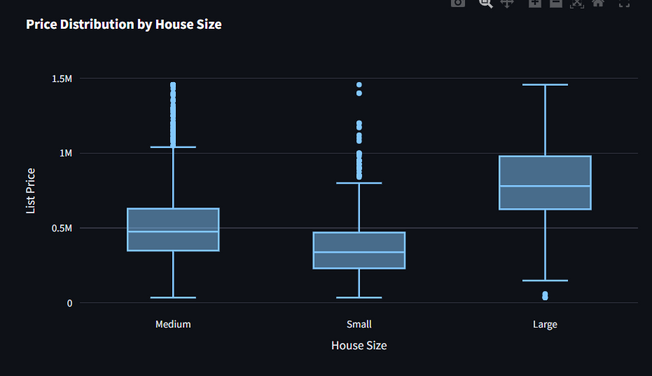 Price Distribution by House Size
1.5M
1M
0.5M
0
List Price
Medium
Small
Large
House Size